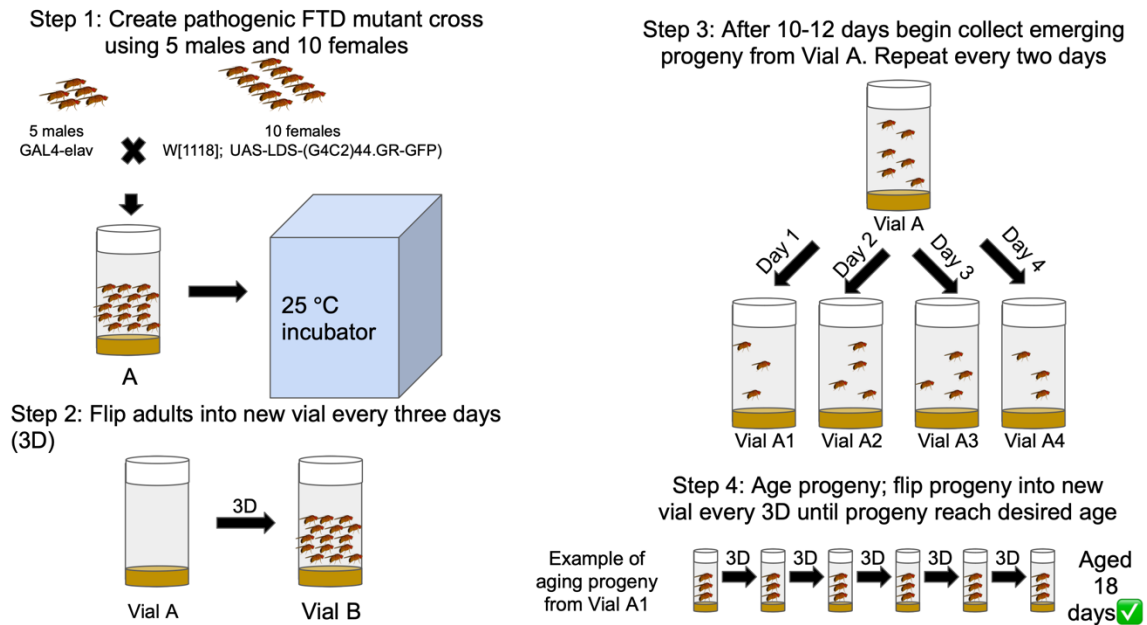 Step 1: Create pathogenic FTD mutant cross
using 5 males and 10 females
5 males
GAL4-elav
10 females
W[1118]; UAS-LDS-(G4C2)44.GR-GFP)
A
25 °C
incubator
Step 2: Flip adults into new vial every three days
(3D)
3D
Vial A
Vial B
Step 3: After 10-12 days begin collect emerging
progeny from Vial A. Repeat every two days
Vial A
Day 1
Day 2
Day 3
Day 4
Vial A1
Vial A2
Vial A3
Vial A4
Step 4: Age progeny; flip progeny into new
vial every 3D until progeny reach desired age
Example of
aging progeny
from Vial A1
3D
3D
3D
3D
3D
Aged
18
days✅